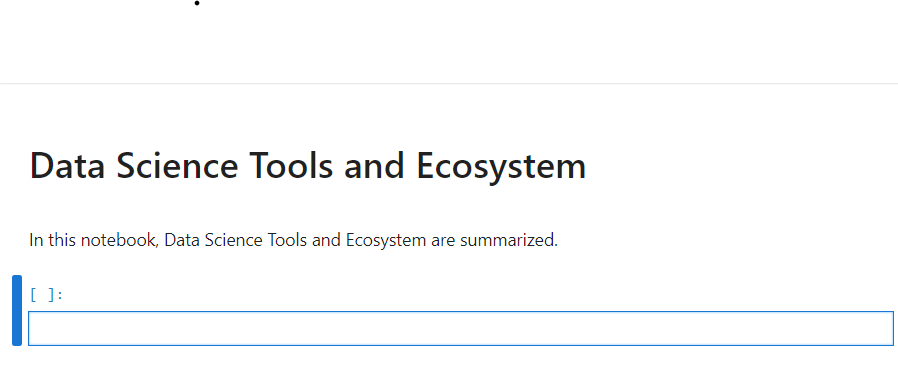 Data Science Tools and Ecosystem
In this notebook, Data Science Tools and Ecosystem are summarized.
[ ]: